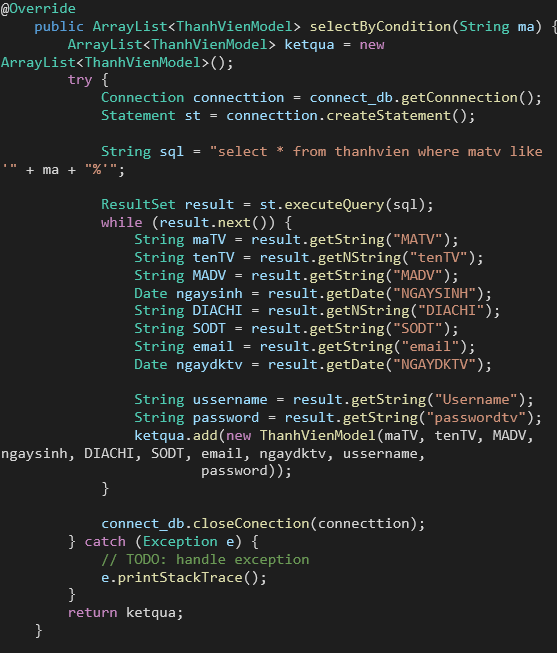 @Override
    public ArrayList<ThanhVienModel> selectByCondition(String ma) {
        ArrayList<ThanhVienModel> ketqua = new
ArrayList<ThanhVienModel>();
        try {
            Connection connecttion = connect_db.getConnnection();
            Statement st = connecttion.createStatement();

            String sql = "select * from thanhvien where matv like
'" + ma + "%'";

            ResultSet result = st.executeQuery(sql);
            while (result.next()) {
                String maTV = result.getString("MATV");
                String tenTV = result.getNString("tenTV");
                String MADV = result.getString("MADV");
                Date ngaysinh = result.getDate("NGAYSINH");
                String DIACHI = result.getNString("DIACHI");
                String SODT = result.getString("SODT");
                String email = result.getString("email");
                Date ngaydktv = result.getDate("NGAYDKTV");

                String ussername = result.getString("Username");
                String password = result.getString("passwordtv");
                ketqua.add(new ThanhVienModel(maTV, tenTV, MADV,
ngaysinh, DIACHI, SODT, email, ngaydktv, ussername,
                        password));
            }

            connect_db.closeConection(connecttion);
        } catch (Exception e) {
            // TODO: handle exception
            e.printStackTrace();
        }
        return ketqua;
    }